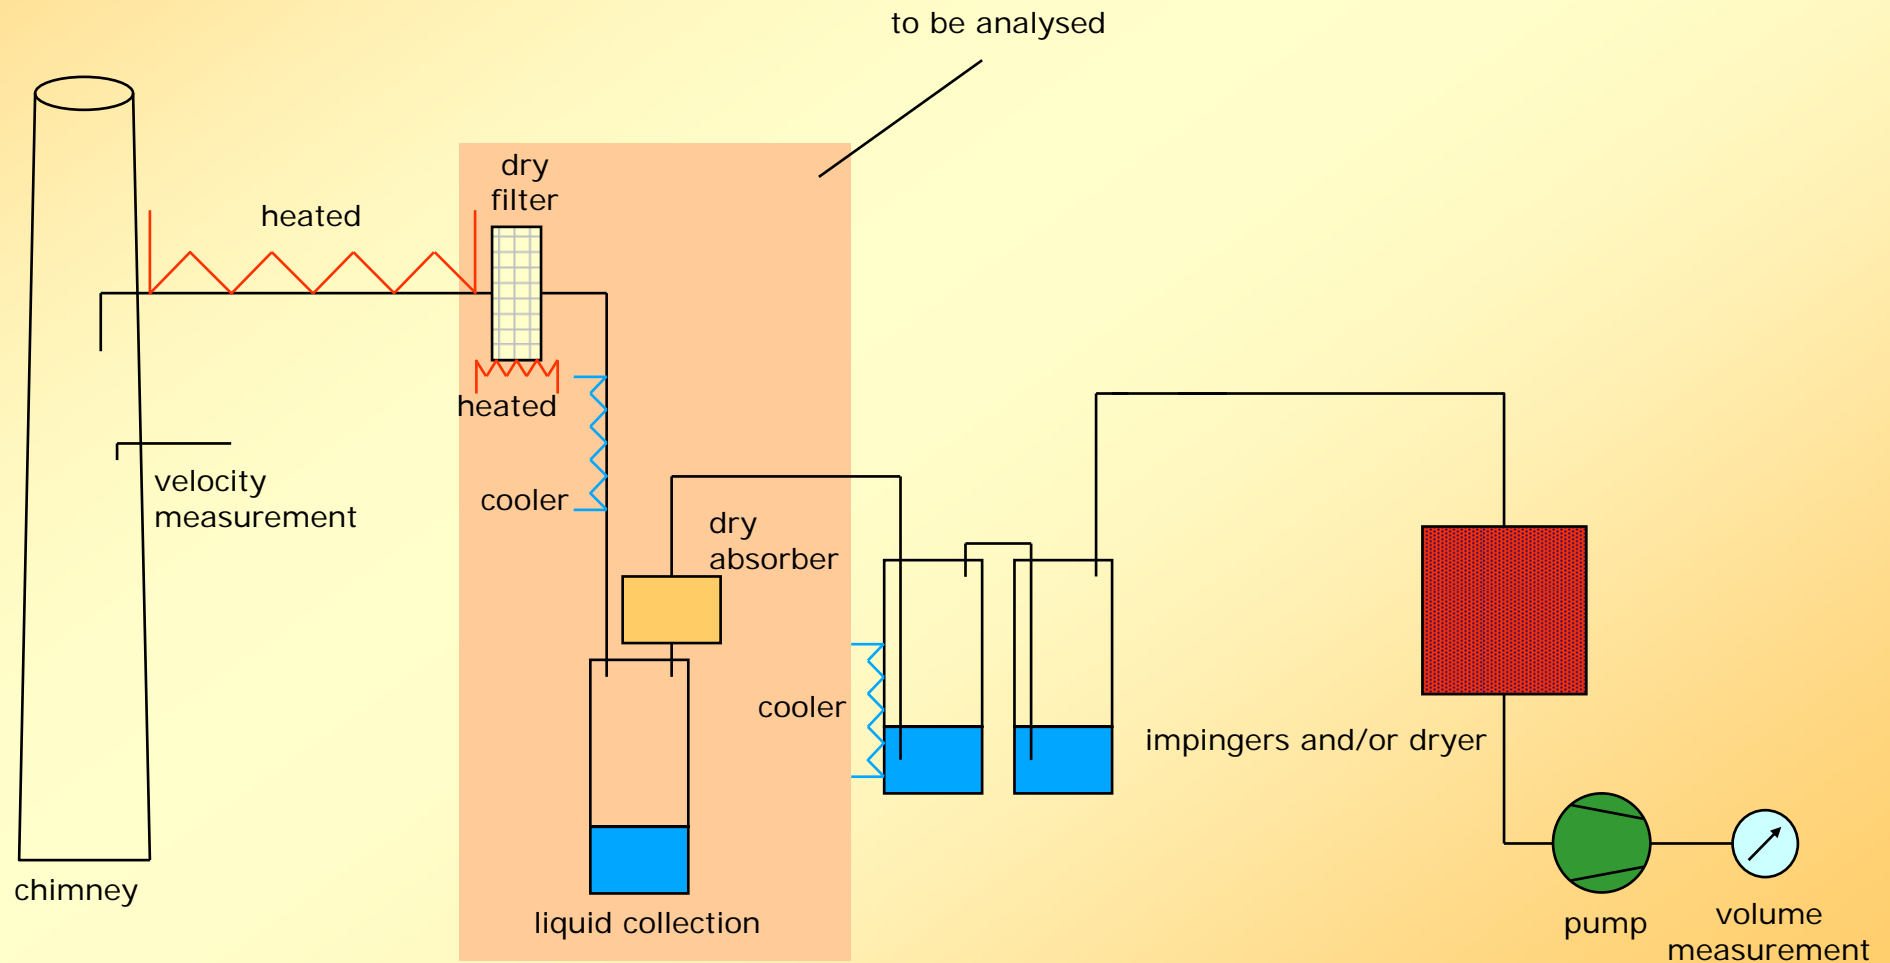 to be analysed
dry
filter
heated
heated
velocity
measurement
cooler
dry
absorber
cooler
impingers and/or dryer
chimney
liquid collection
pump
volume
measurement